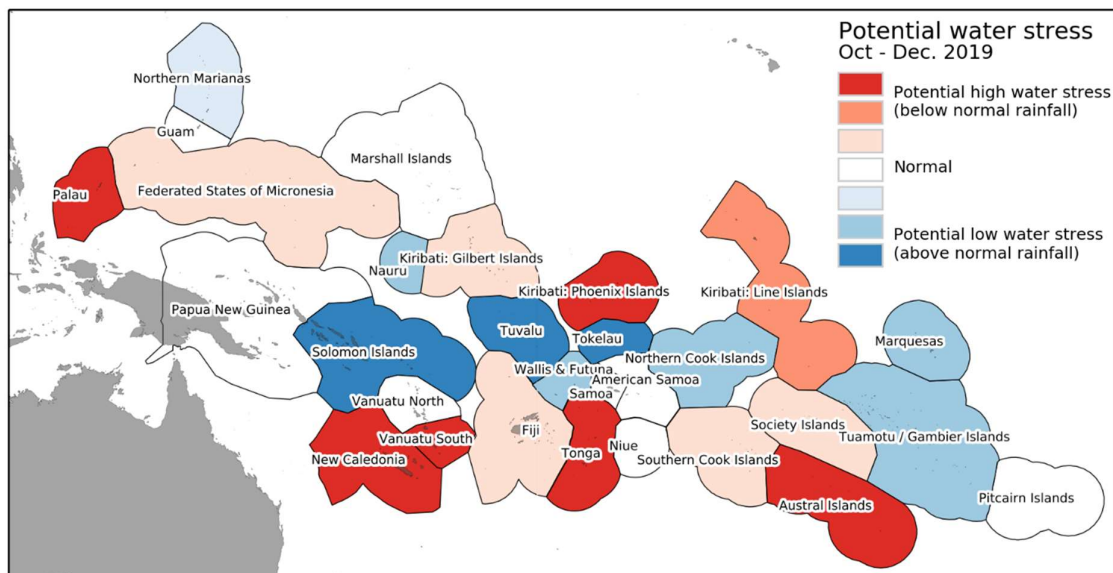 Potential water stress
Oct - Dec. 2019
Potential high water stress
(below normal rainfall)
Normal
Potential low water stress
(above normal rainfall)
Northern Marianas
Guam
Marshall Islands
Palau
Federated States of Micronesia
Nauru
Kiribati: Gilbert Islands
Kiribati: Phoenix Islands
Kiribati: Line Islands
Papua New Guinea
Tuvalu
Tokelau
Solomon Islands
Northern Cook Islands
Marquesas
Wallis & Futuna
American Samoa
Samoa
Vanuatu North
Society Islands
Fiji
Vanuatu South
Tuamotu / Gambier Islands
Niue
Tonga
New Caledonia
Southern Cook Islands
Pitcairn Islands
Austral Islands